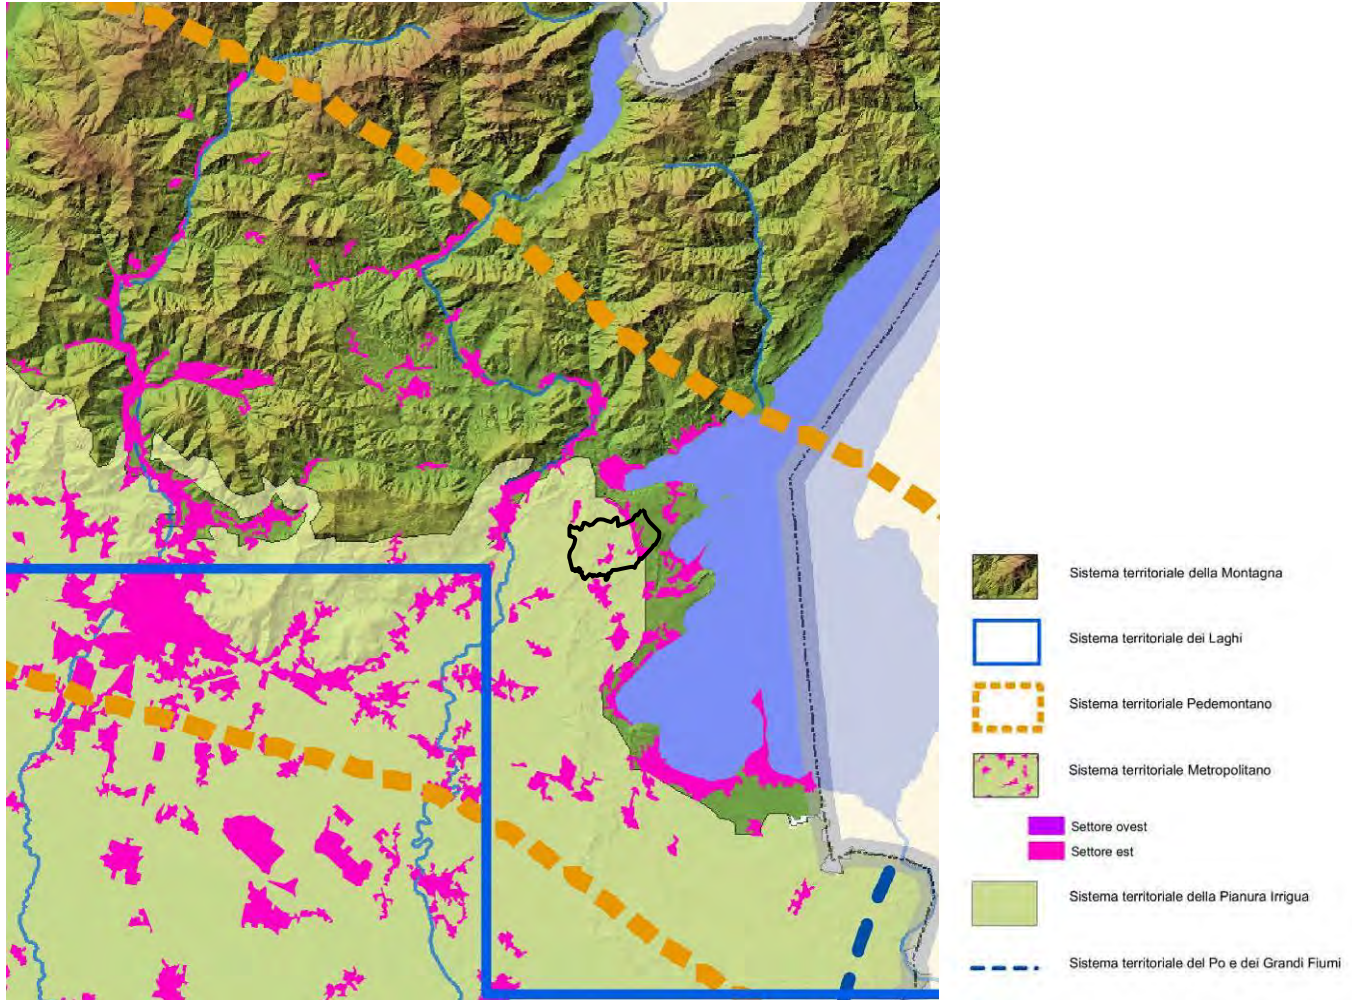 Sistema territoriale della Montagna
Sistema territoriale dei Laghi
Sistema territoriale Pedemontano
Sistema territoriale Metropolitano
Settore ovest
Settore est
Sistema territoriale della Pianura Irrigua
Sistema territoriale del Po e dei Grandi Fiumi